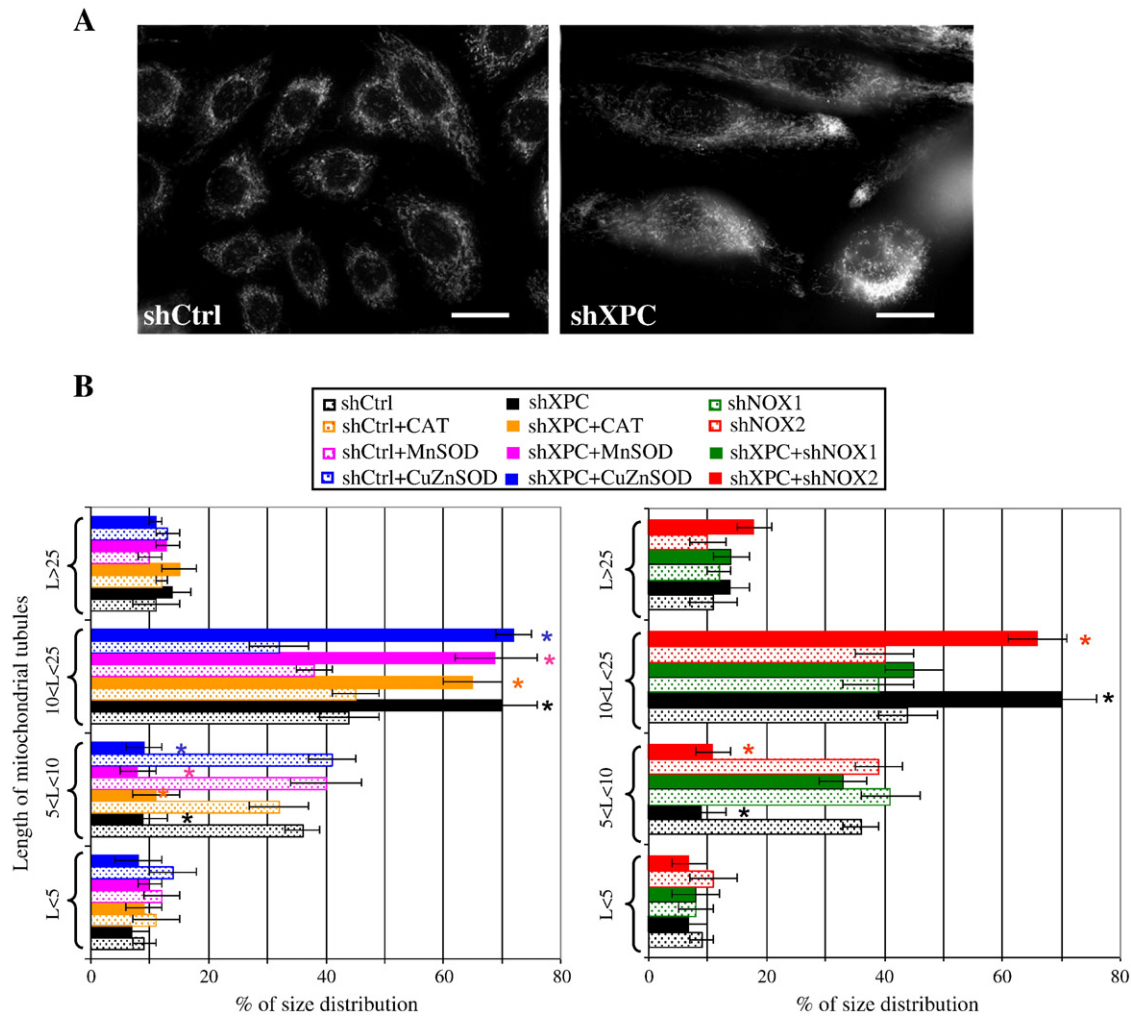 A
shCtrl
shXPC
B
shCtrl shXPC shNOX1
shCtrl+CAT shXPC+CAT shNOX2
shCtrl+MnSOD shXPC+MnSOD shXPC+shNOX1
shCtrl+CuZnSOD shXPC+CuZnSOD shXPC+shNOX2
Length of mitochondrial tubules
L>25
10<L<25
*
*
*
*
5<L<10
*
*
*
*
L<5
0 20 40 60 80
% of size distribution
L>25
10<L<25
*
*
5<L<10
*
*
L<5
0 20 40 60 80
% of size distribution